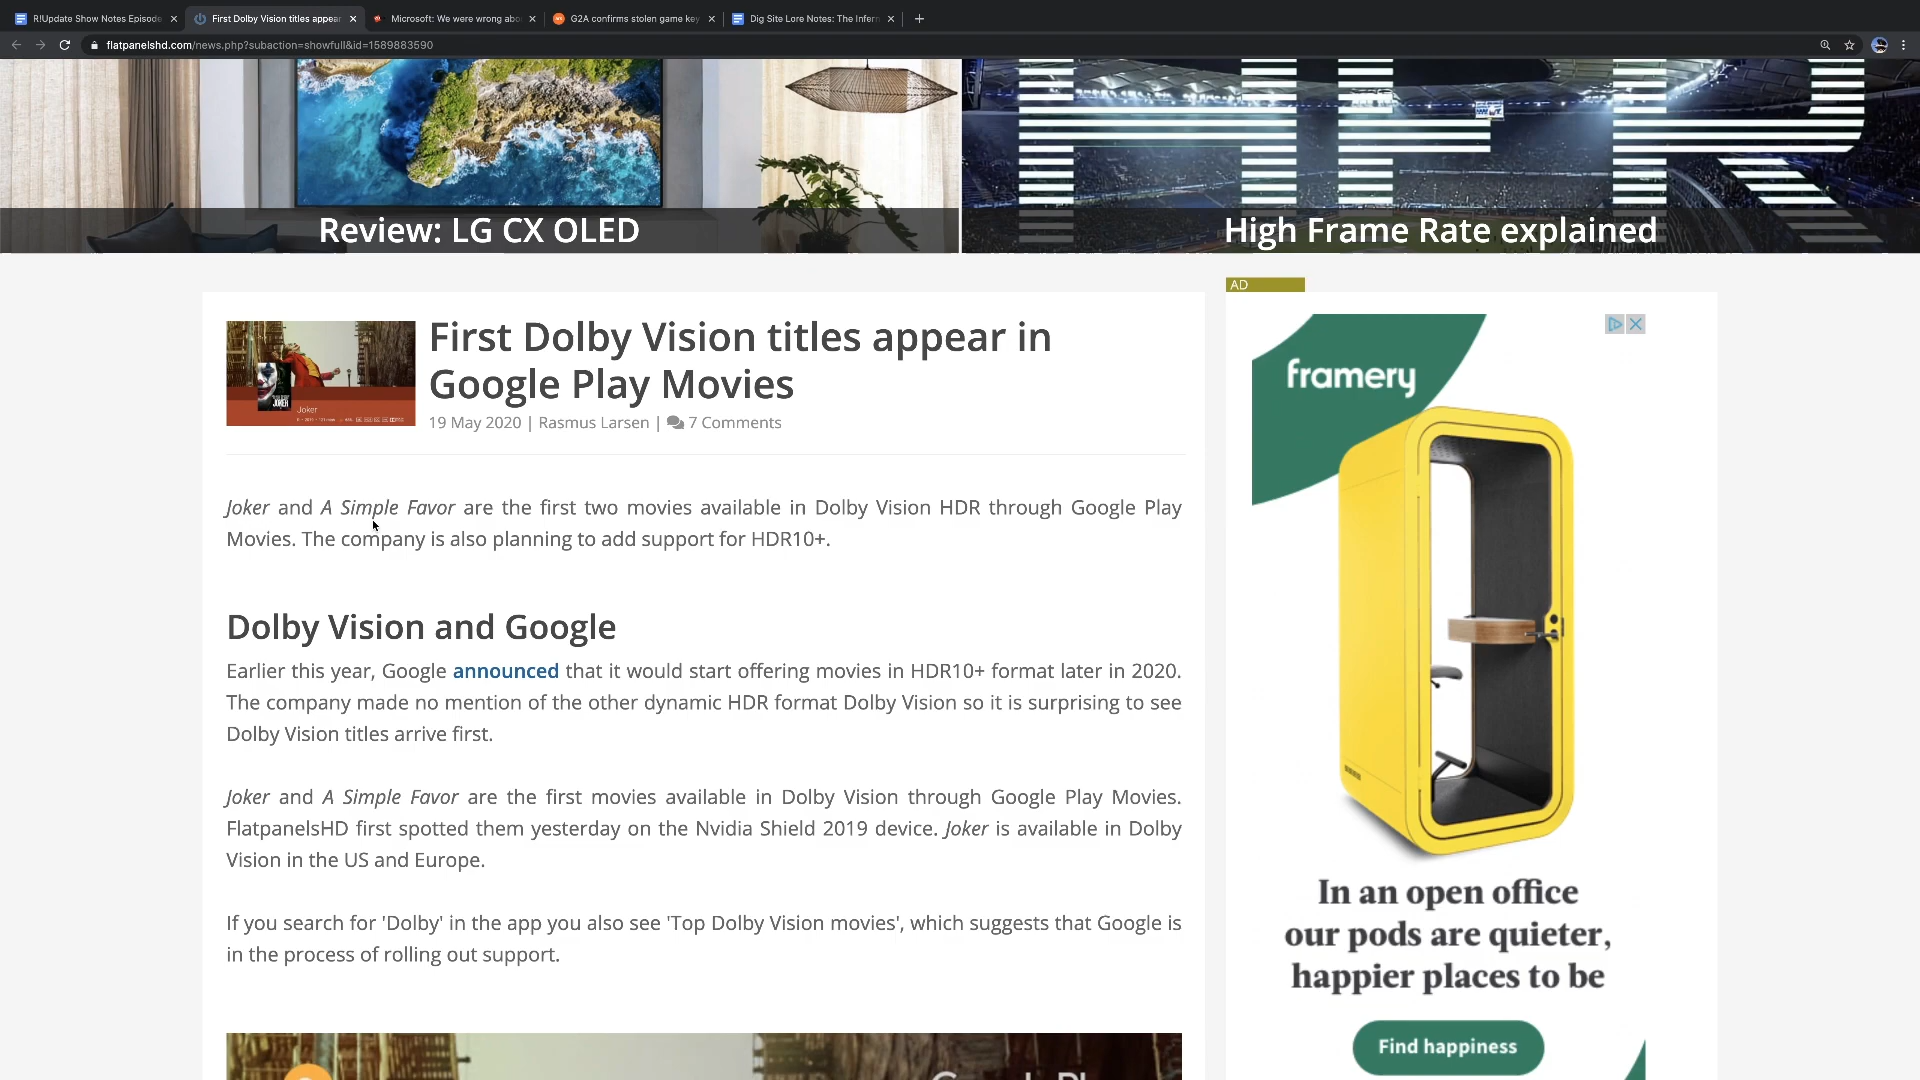 R!Update Show Notes Episode
First Dolby Vision titles appear
Microsoft: We were wrong abo
G2A confirms stolen game key
Dig Site Lore Notes: The Infern
flatpanelshd.com/news.php?subaction=showfull&id=1589883590
HFR
Review: LG CX OLED
High Frame Rate explained
AD
JOKER
Joker
First Dolby Vision titles appear in
Google Play Movies
19 May 2020 | Rasmus Larsen | 7 Comments
Joker and A Simple Favor are the first two movies available in Dolby Vision HDR through Google Play
Movies. The company is also planning to add support for HDR10+.
Dolby Vision and Google
Earlier this year, Google announced that it would start offering movies in HDR10+ format later in 2020.
The company made no mention of the other dynamic HDR format Dolby Vision so it is surprising to see
Dolby Vision titles arrive first.
Joker and A Simple Favor are the first movies available in Dolby Vision through Google Play Movies.
FlatpanelsHD first spotted them yesterday on the Nvidia Shield 2019 device. Joker is available in Dolby
Vision in the US and Europe.
If you search for 'Dolby' in the app you also see 'Top Dolby Vision movies', which suggests that Google is
in the process of rolling out support.
framery
In an open office
our pods are quieter,
happier places to be
Find happiness